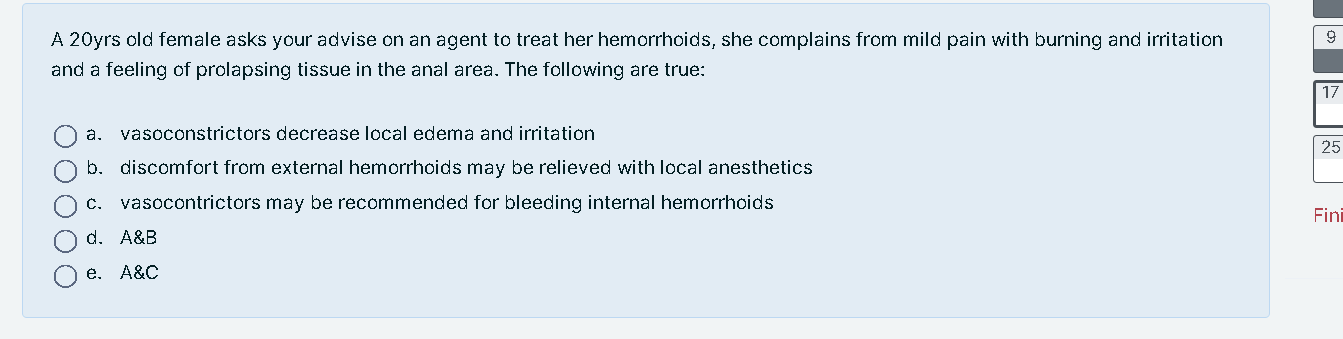 A 20yrs old female asks your advise on an agent to treat her hemorrhoids, she complains from mild pain with burning and irritation
and a feeling of prolapsing tissue in the anal area. The following are true:
a. vasoconstrictors decrease local edema and irritation
b. discomfort from external hemorrhoids may be relieved with local anesthetics
c. vasocontrictors may be recommended for bleeding internal hemorrhoids
d. A&B
e. A&C
9
17
25
Fini